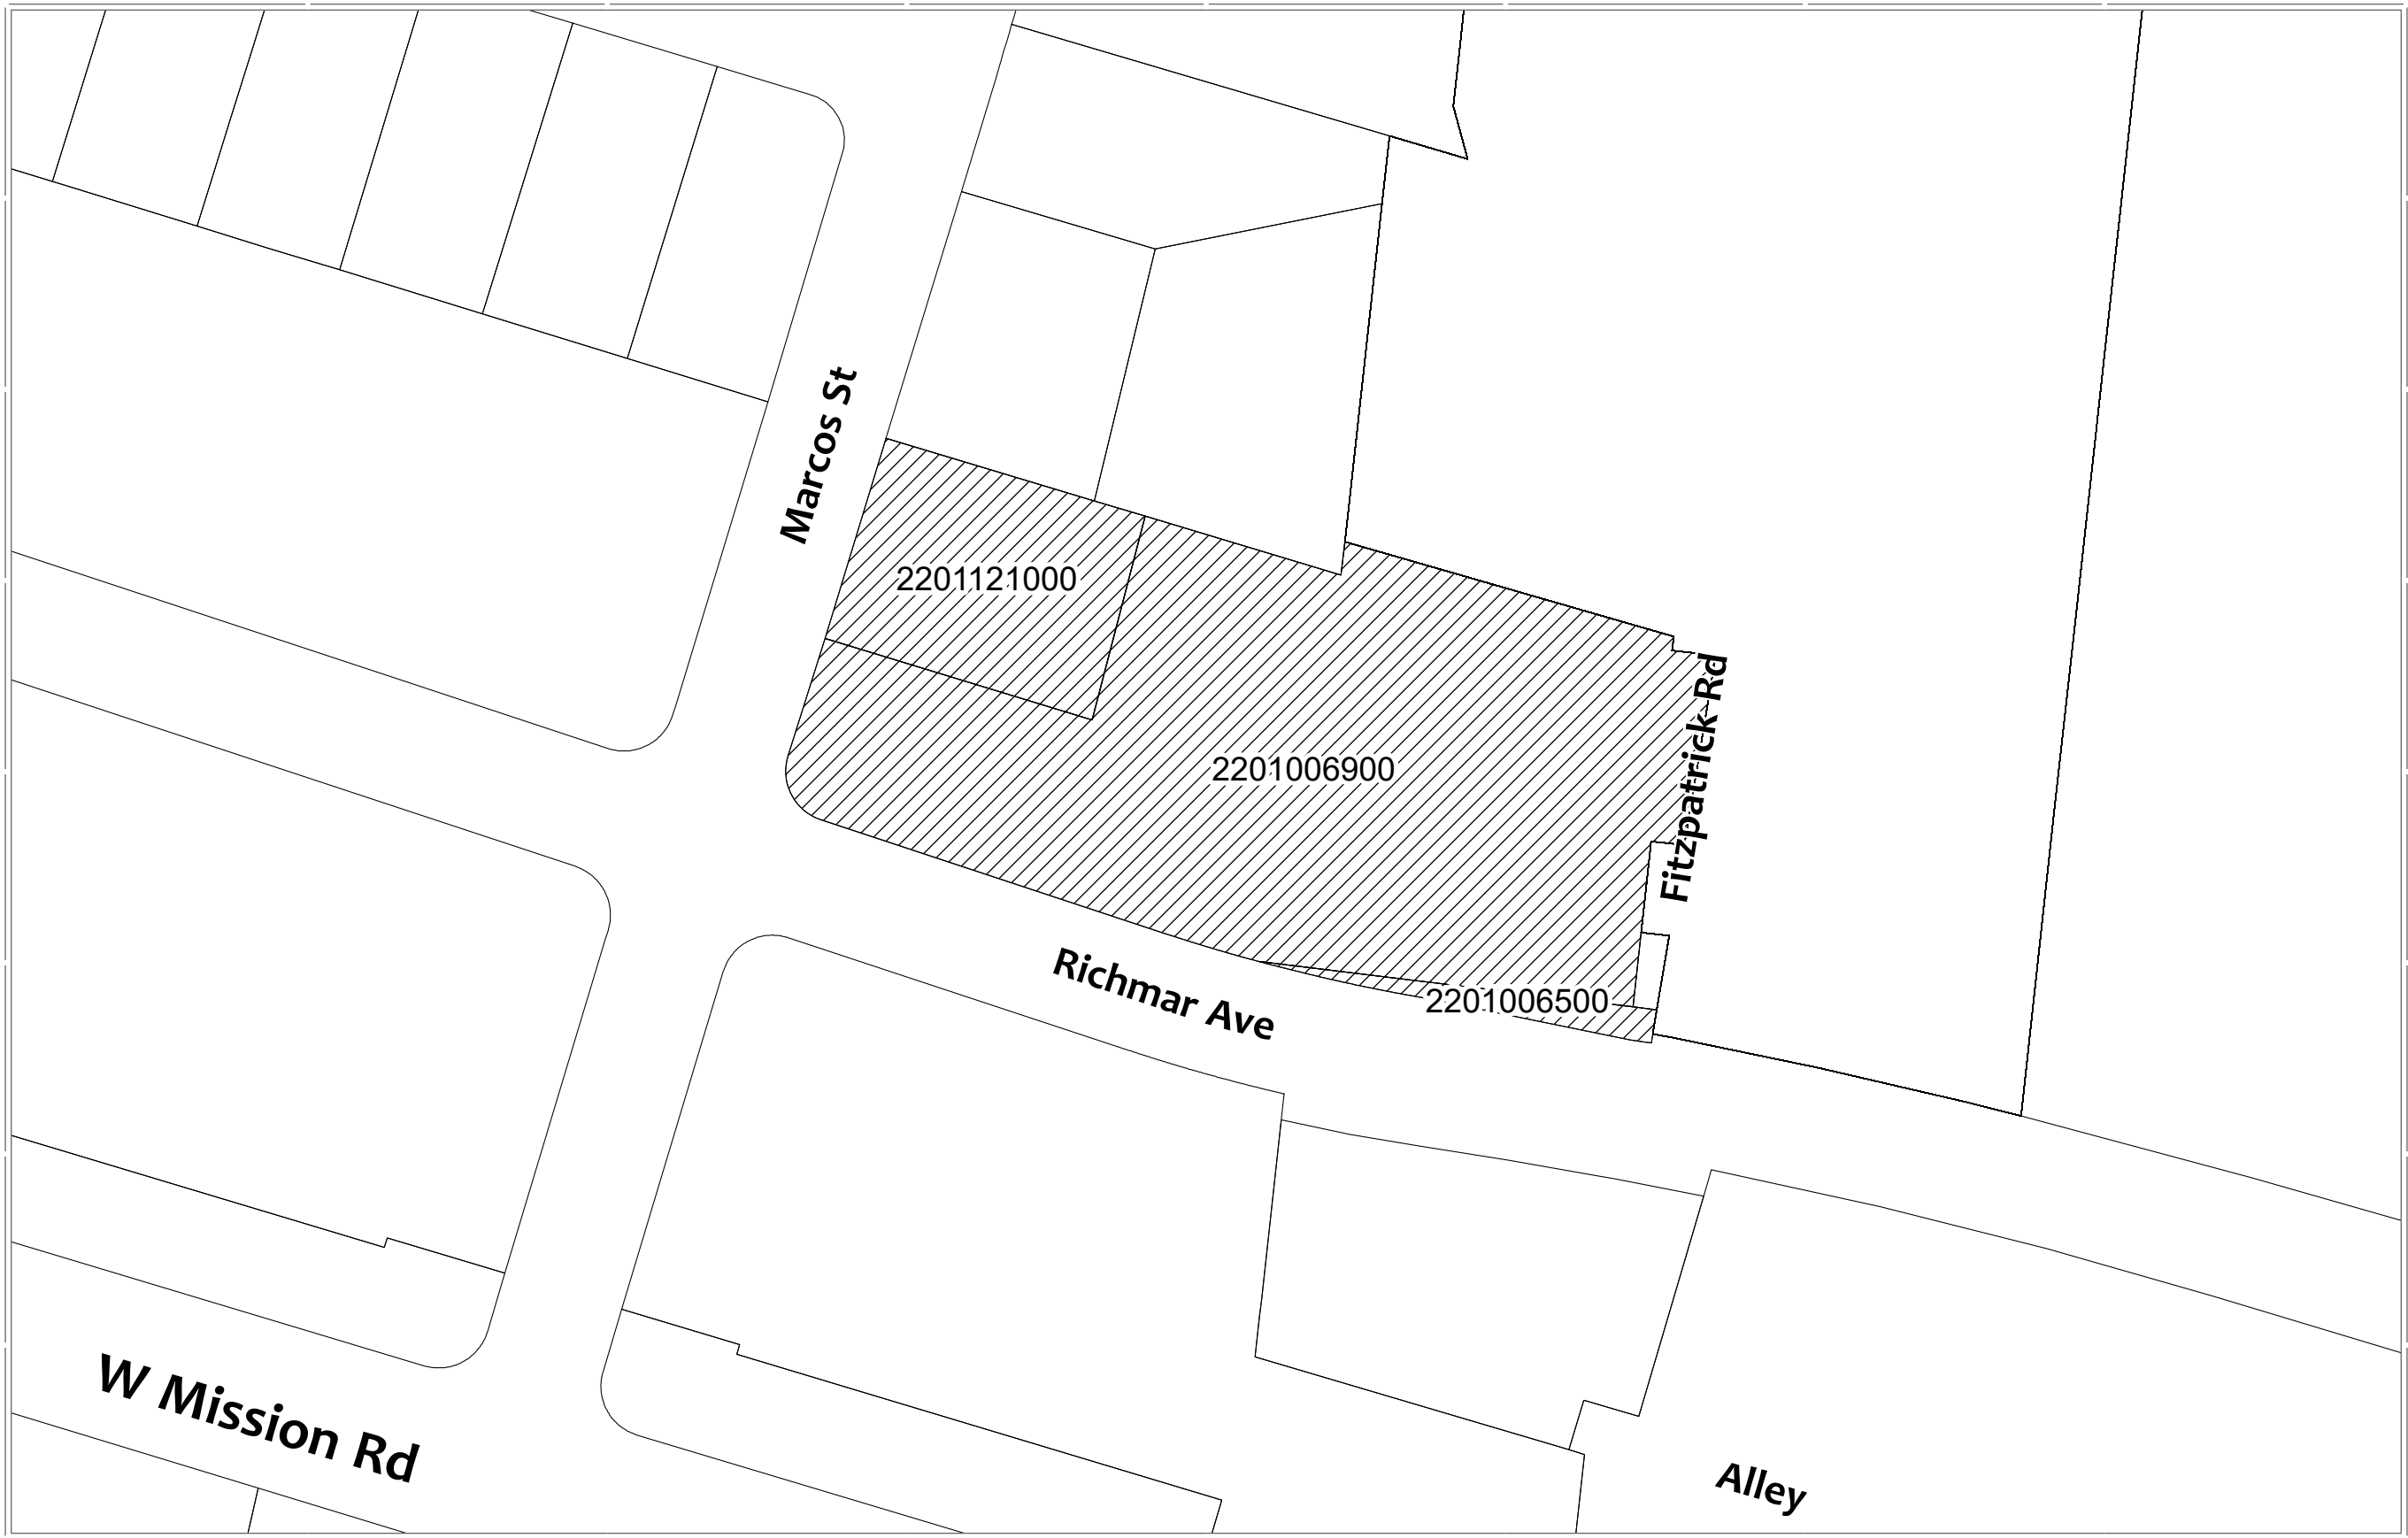 Marcos St
2201121000
Fitzpatrick Rd
2201006900
Richmar Ave
2201006500
W Mission Rd
Alley